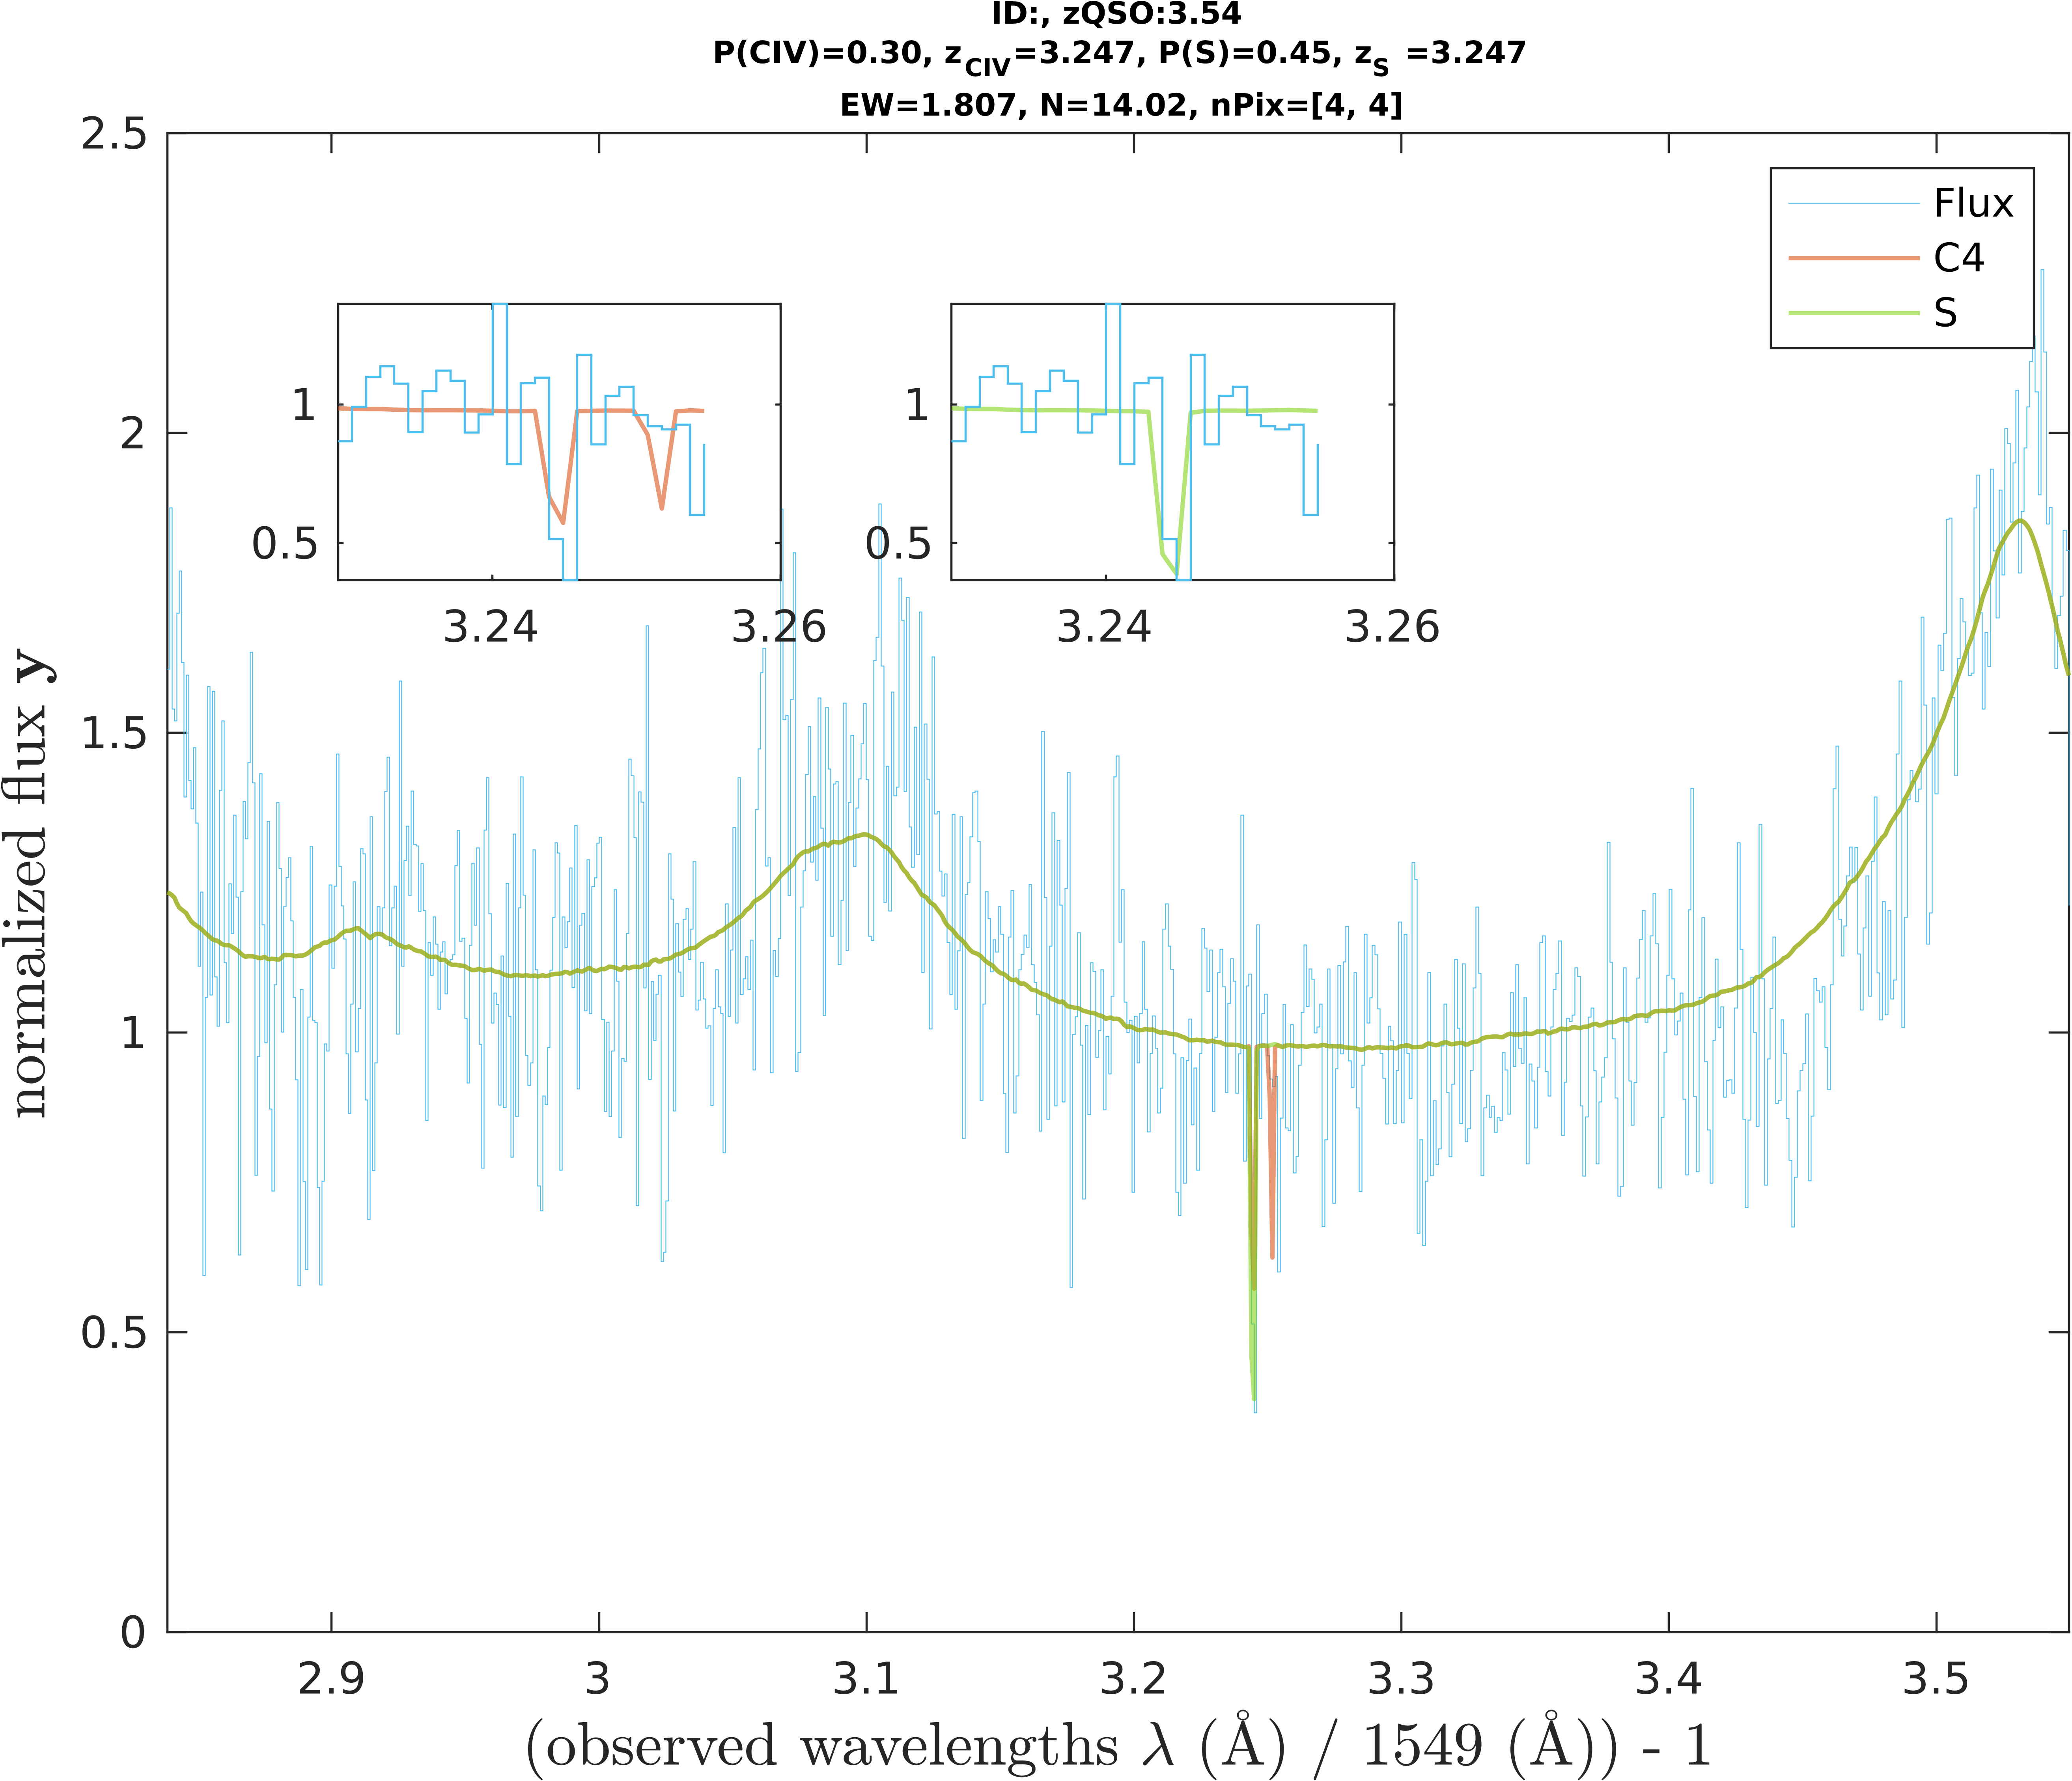 ID:, zQSO:3.54
P(CIV)=0.30, zCIV=3.247, P(S)=0.45, zS =3.247
EW=1.807, N=14.02, nPix=[4, 4]
2.5
2
1.5
1
0.5
0
Flux
C4
S
1
0.5
3.24
3.26
1
0.5
3.24
3.26
2.9
3
3.1
3.2
3.3
3.4
3.5
normalized flux y
(observed wavelengths λ (Å) / 1549 (Å)) - 1